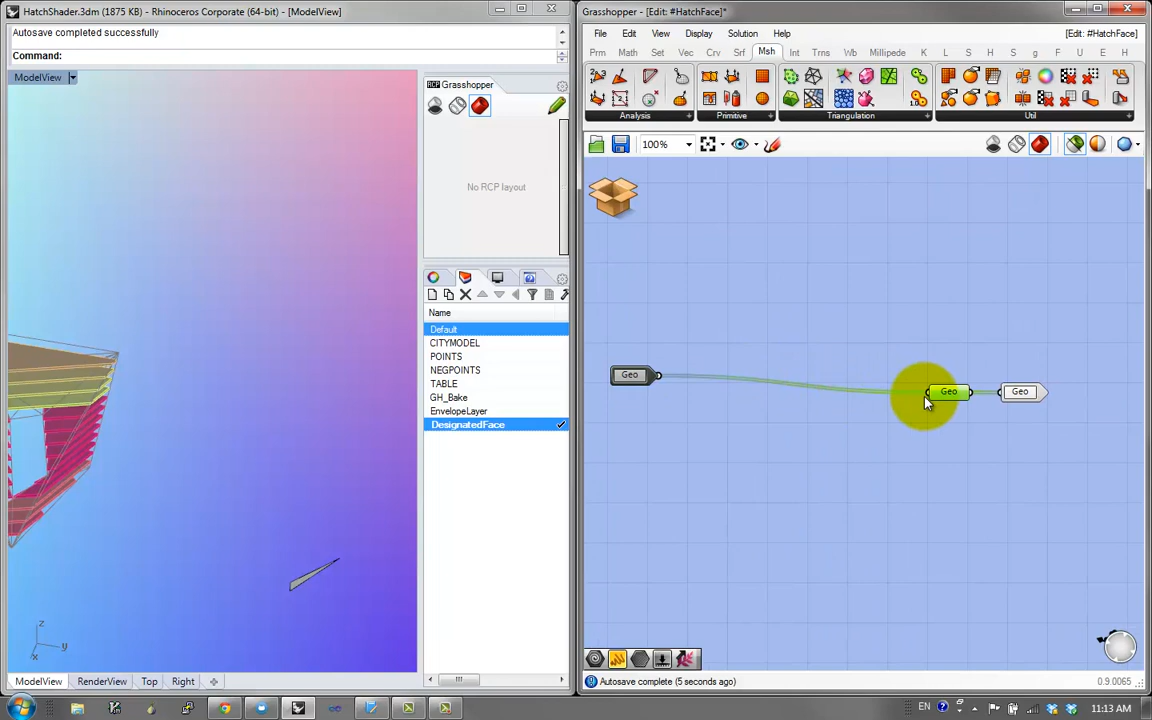 HatchShader.3dm (1875 KB) - Rhinoceros Corporate (64-bit) - [ModelView]
Autosave completed successfully
Command:
ModelView
Grasshopper
No RCP layout
Name
Default
CITYMODEL
POINTS
NEGPOINTS
TABLE
GH_Bake
EnvelopeLayer
DesignatedFace
z
y
x
ModelView
RenderView
Top
Right
Grasshopper - [Edit: #HatchFace]*
File
Edit
View
Display
Solution
Help
[Edit: #HatchFace]
Prm
Math
Set
Vec
Crv
Srf
Msh
Int
Trns
Wb
Millipede
K
L
S
H
S
g
F
M
U
E
H
Analysis
Primitive
Triangulation
Util
100%
Geo
Geo
Geo
Autosave complete (5 seconds ago)
0.9.0065
EN
11:13 AM